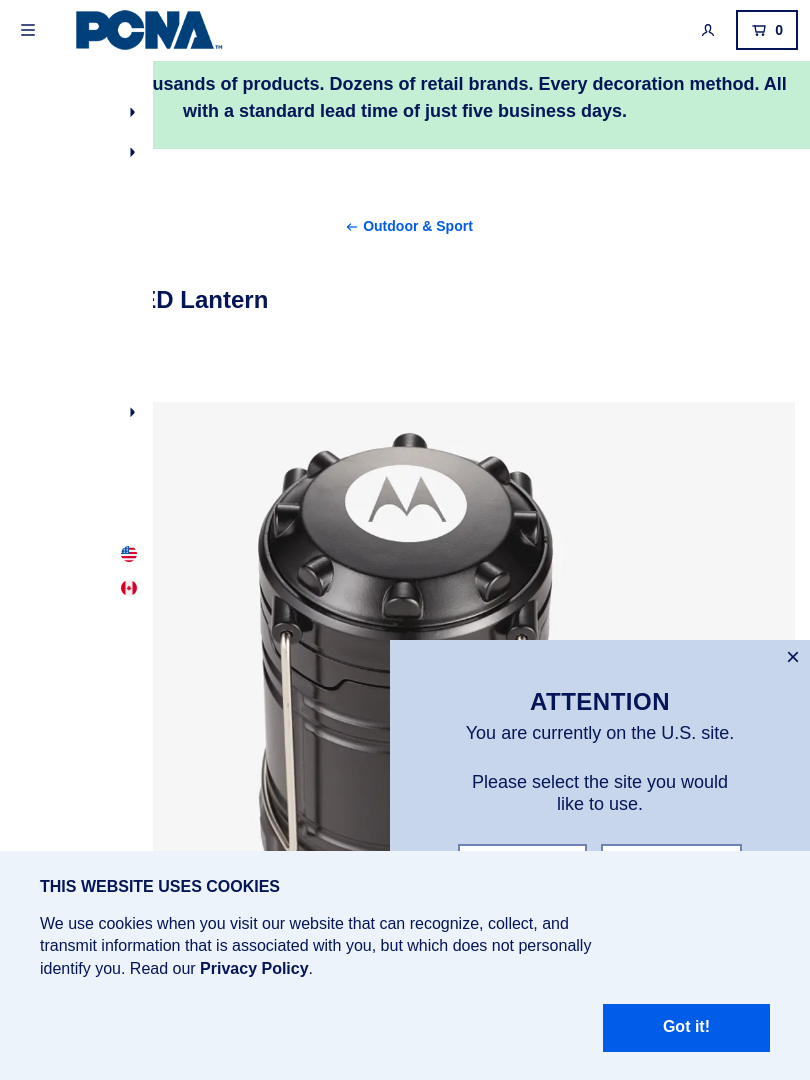 PCNA™
0
usands of products. Dozens of retail brands. Every decoration method. All
with a standard lead time of just five business days.
Outdoor & Sport
ED Lantern
ATTENTION
You are currently on the U.S. site.
Please select the site you would
like to use.
THIS WEBSITE USES COOKIES
We use cookies when you visit our website that can recognize, collect, and
transmit information that is associated with you, but which does not personally
identify you. Read our Privacy Policy.
Got it!